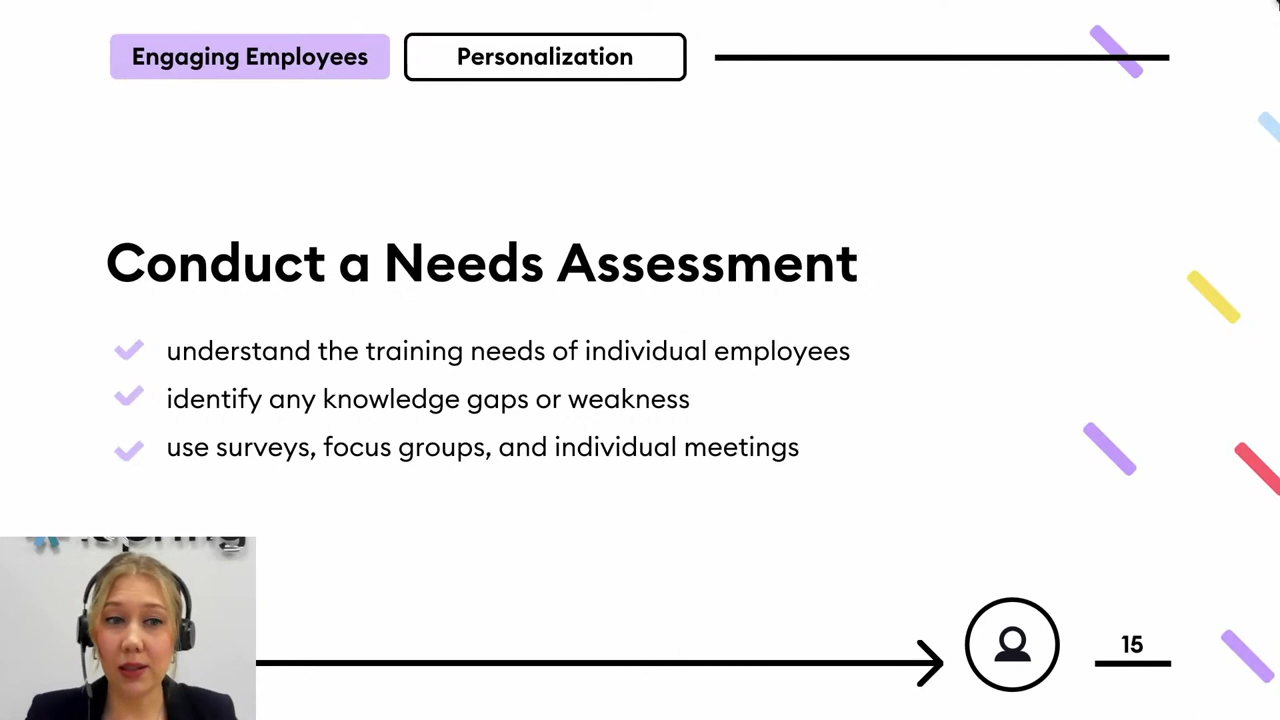 Engaging Employees
Personalization
Conduct a Needs Assessment
understand the training needs of individual employees
identify any knowledge gaps or weakness
use surveys, focus groups, and individual meetings
15